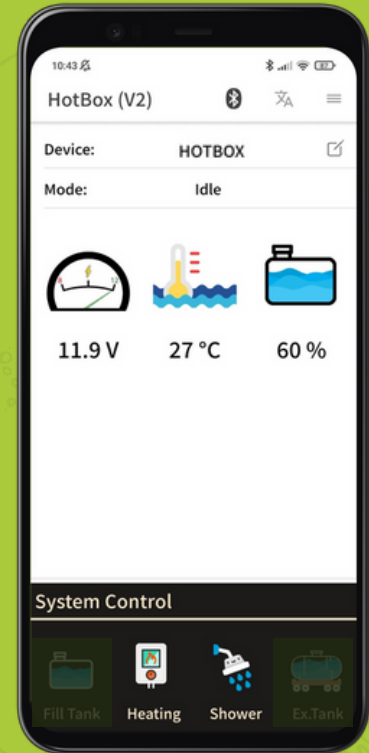 10:43
87
HotBox (V2)
Device: HOTBOX
Mode: Idle
11.9 V 27 °C 60 %
System Control
Fill Tank Heating Shower Ex.Tank